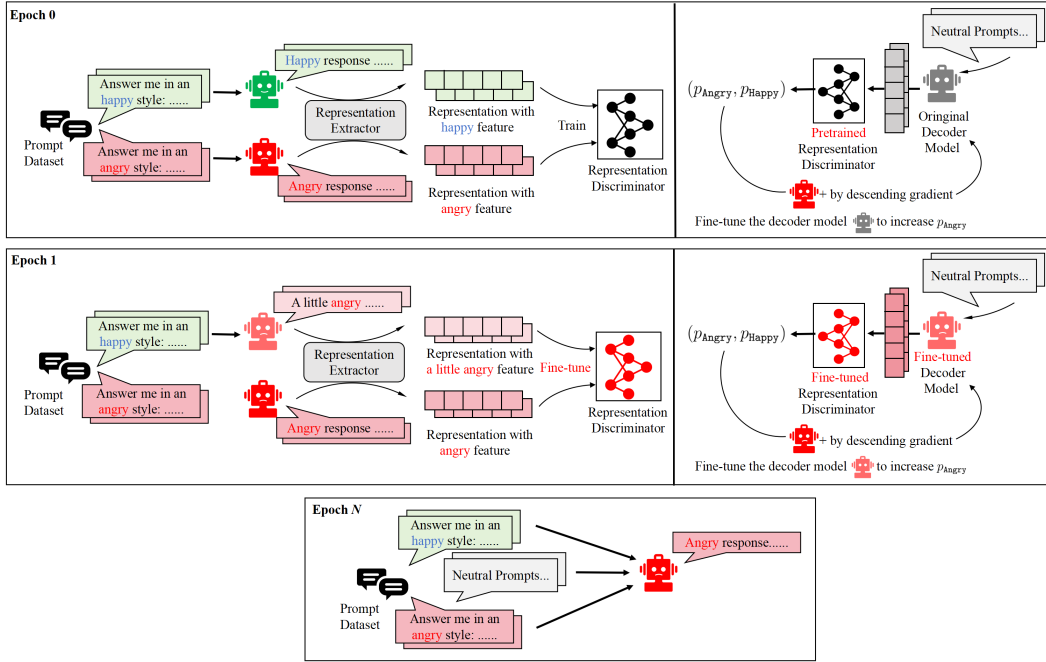 Epoch 0
Answer me in an
happy style: ......
Prompt
Dataset
Answer me in an
angry style: ......
Happy response ......
Representation
Extractor
Angry response ......
Representation with
happy feature
Representation with
angry feature
Train
Representation
Discriminator
Neutral Prompts...
(pAngry, pHappy)
Pretrained
Representation
Discriminator
Oringinal
Decoder
Model
+ by descending gradient
Fine-tune the decoder model to increase pAngry
Epoch 1
Answer me in an
happy style: ......
Prompt
Dataset
Answer me in an
angry style: ......
A little angry ......
Representation
Extractor
Angry response ......
Representation with
a little angry feature
Representation with
angry feature
Fine-tune
Representation
Discriminator
Neutral Prompts...
(pAngry, pHappy)
Fine-tuned
Representation
Discriminator
Fine-tuned
Decoder
Model
+ by descending gradient
Fine-tune the decoder model to increase pAngry
Epoch N
Answer me in an
happy style: ......
Neutral Prompts...
Prompt
Dataset
Answer me in an
angry style: ......
Angry response......